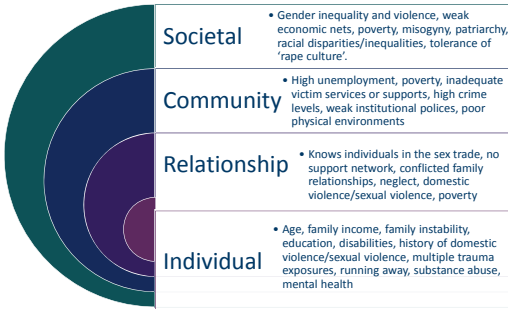 Societal
• Gender inequality and violence, weak
economic nets, poverty, misogyny, patriarchy,
racial disparities/inequalities, tolerance of
‘rape culture’.
Community
• High unemployment, poverty, inadequate
victim services or supports, high crime
levels, weak institutional polices, poor
physical environments
Relationship
• Knows individuals in the sex trade, no
support network, conflicted family
relationships, neglect, domestic
violence/sexual violence, poverty
Individual
• Age, family income, family instability,
education, disabilities, history of domestic
violence/sexual violence, multiple trauma
exposures, running away, substance abuse,
mental health